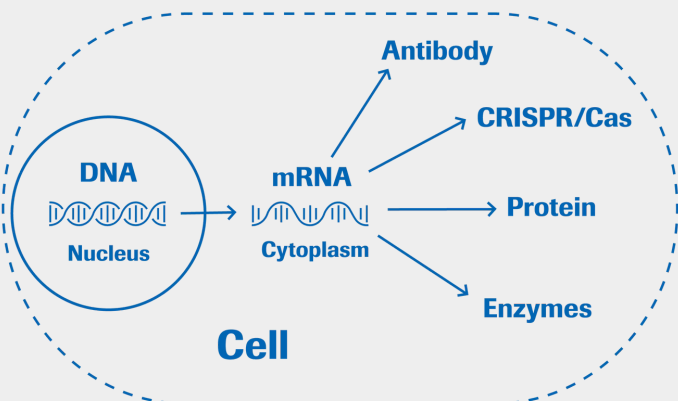 Antibody
CRISPR/Cas
DNA
mRNA
Protein
Nucleus
Cytoplasm
Enzymes
Cell